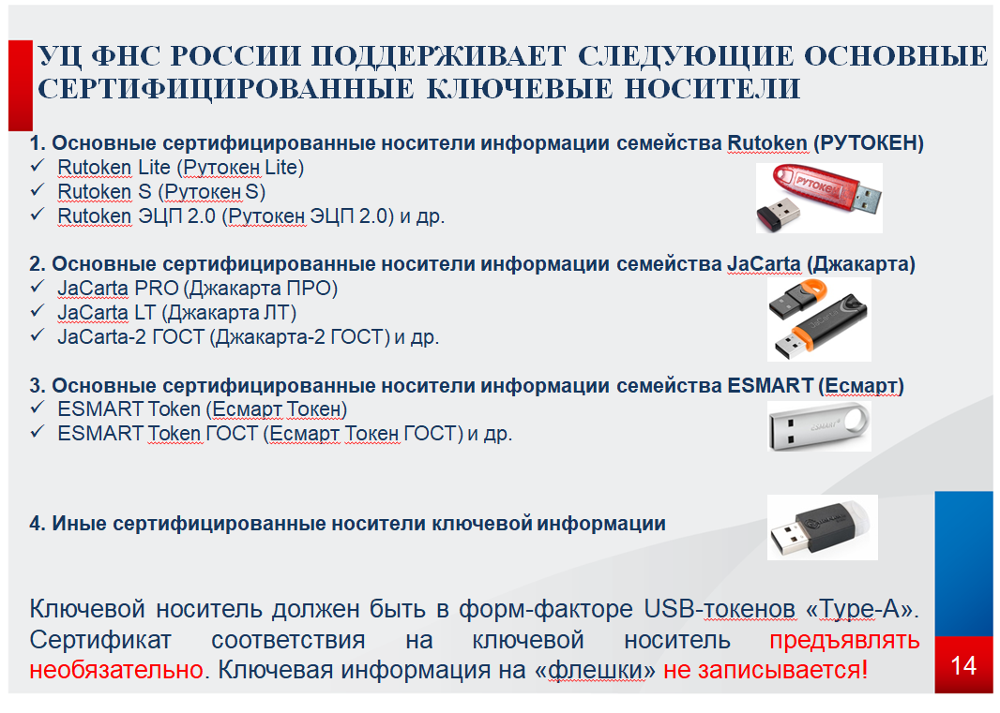 УЦ ФНС РОССИИ ПОДДЕРЖИВАЕТ СЛЕДУЮЩИЕ ОСНОВНЫЕ
СЕРТИФИЦИРОВАННЫЕ КЛЮЧЕВЫЕ НОСИТЕЛИ
1. Основные сертифицированные носители информации семейства Rutoken (РУТОКЕН)
✓ Rutoken Lite (Рутокен Lite)
✓ Rutoken S (Рутокен S)
✓ Rutoken ЭЦП 2.0 (Рутокен ЭЦП 2.0) и др.
РУТОКЕН
2. Основные сертифицированные носители информации семейства JaCarta (Джакарта)
✓ JaCarta PRO (Джакарта ПРО)
✓ JaCarta LT (Джакарта ЛТ)
✓ JaCarta-2 ГОСТ (Джакарта-2 ГОСТ) и др.
JaCarta
3. Основные сертифицированные носители информации семейства ESMART (Есмарт)
✓ ESMART Token (Есмарт Токен)
✓ ESMART Token ГОСТ (Есмарт Токен ГОСТ) и др.
ESMART
4. Иные сертифицированные носители ключевой информации
Ключевой носитель должен быть в форм-факторе USB-токенов «Type-A».
Сертификат соответствия на ключевой носитель предъявлять
необязательно. Ключевая информация на «флешки» не записывается!
14